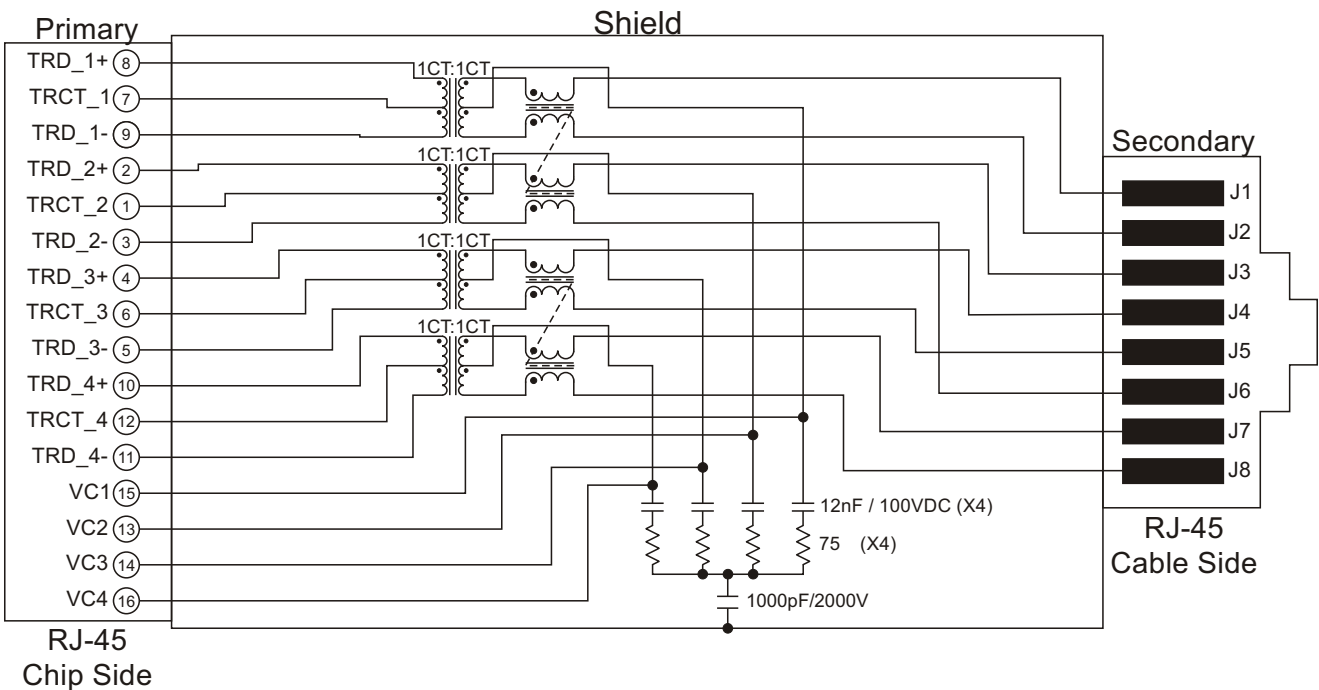 Shield
Primary
TRD_1+ 8
TRCT_1 7
TRD_1- 9
TRD_2+ 2
TRCT_2 1
TRD_2- 3
TRD_3+ 4
TRCT_3 6
TRD_3- 5
TRD_4+ 10
TRCT_4 12
TRD_4- 11
VC1 15
VC2 13
VC3 14
VC4 16
RJ-45
Chip Side
1CT:1CT
1CT:1CT
1CT:1CT
1CT:1CT
12nF / 100VDC (X4)
75 (X4)
1000pF/2000V
Secondary
J1
J2
J3
J4
J5
J6
J7
J8
RJ-45
Cable Side